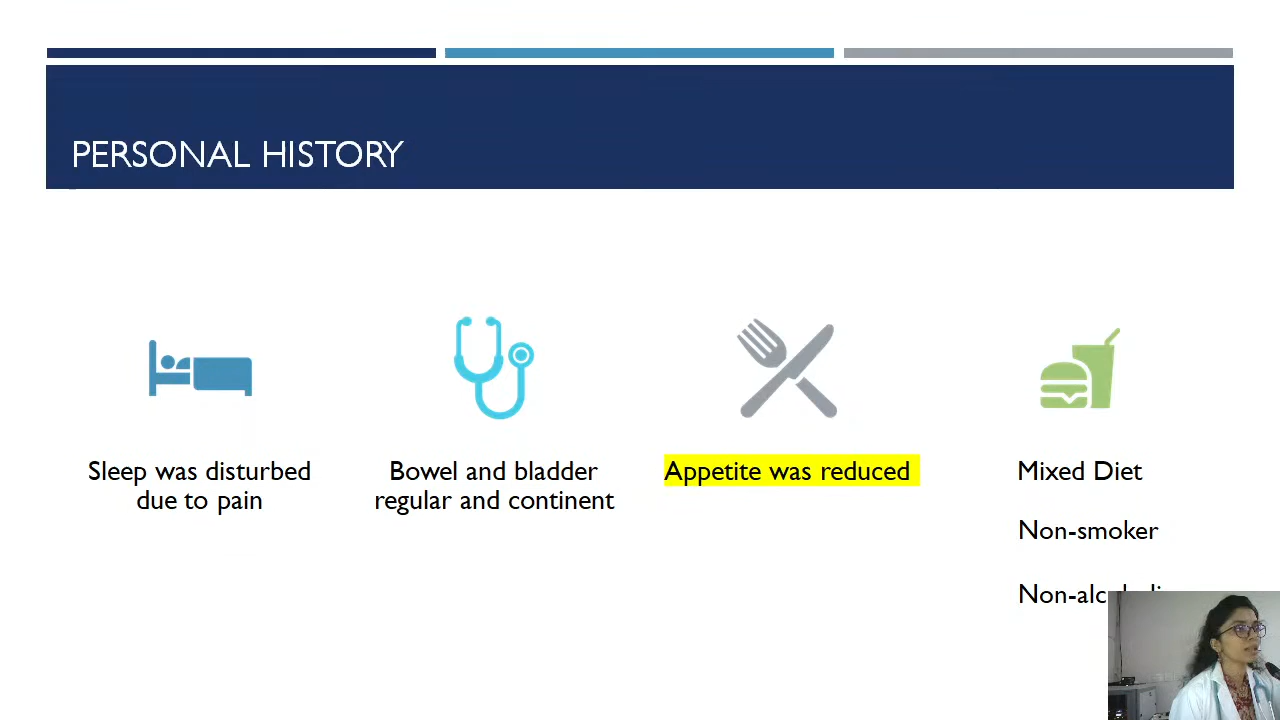 PERSONAL HISTORY
Sleep was disturbed
due to pain
Bowel and bladder
regular and continent
Appetite was reduced
Mixed Diet
Non-smoker